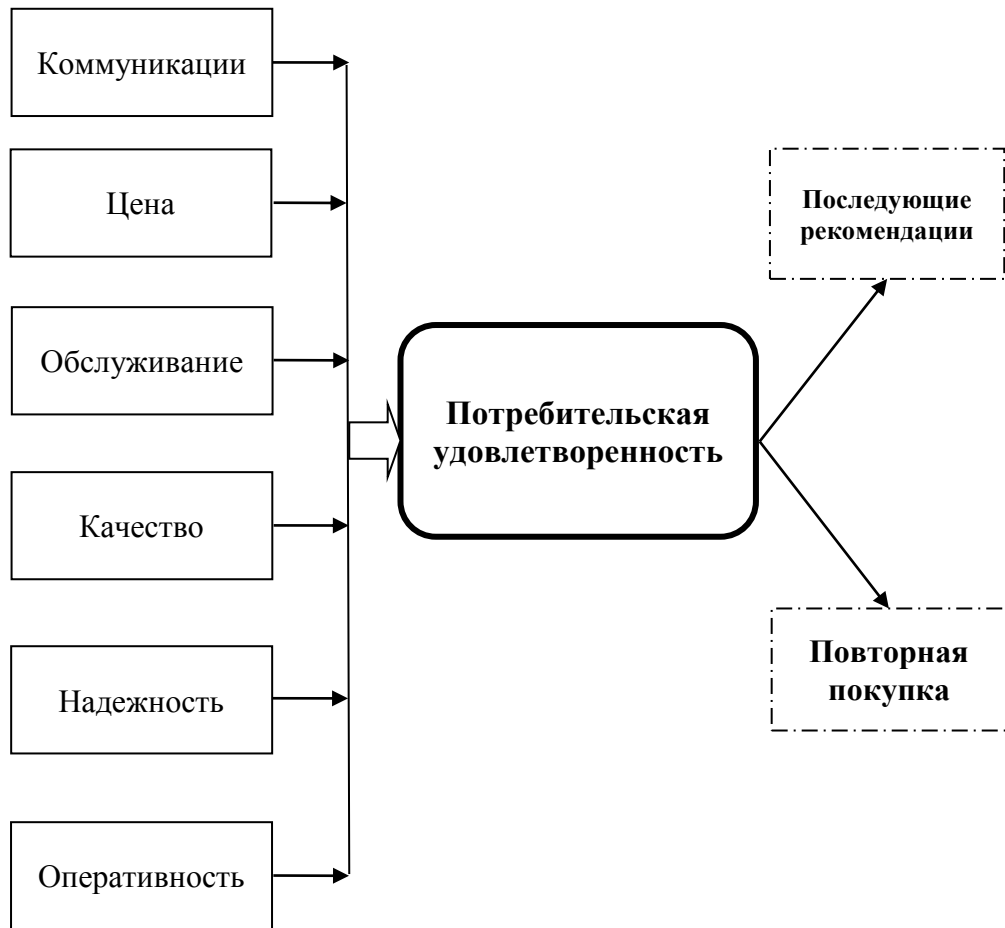 Коммуникации
Цена
Обслуживание
Качество
Надежность
Оперативность
Потребительская
удовлетворенность
Последующие
рекомендации
Повторная
покупка